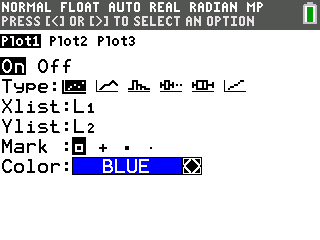 NORMAL FLOAT AUTO REAL RADIAN MP
PRESS [<] OR [>] TO SELECT AN OPTION
Plot1 Plot2 Plot3
On Off
Type:
Xlist:L1
Ylist:L2
Mark : + . .
Color: BLUE